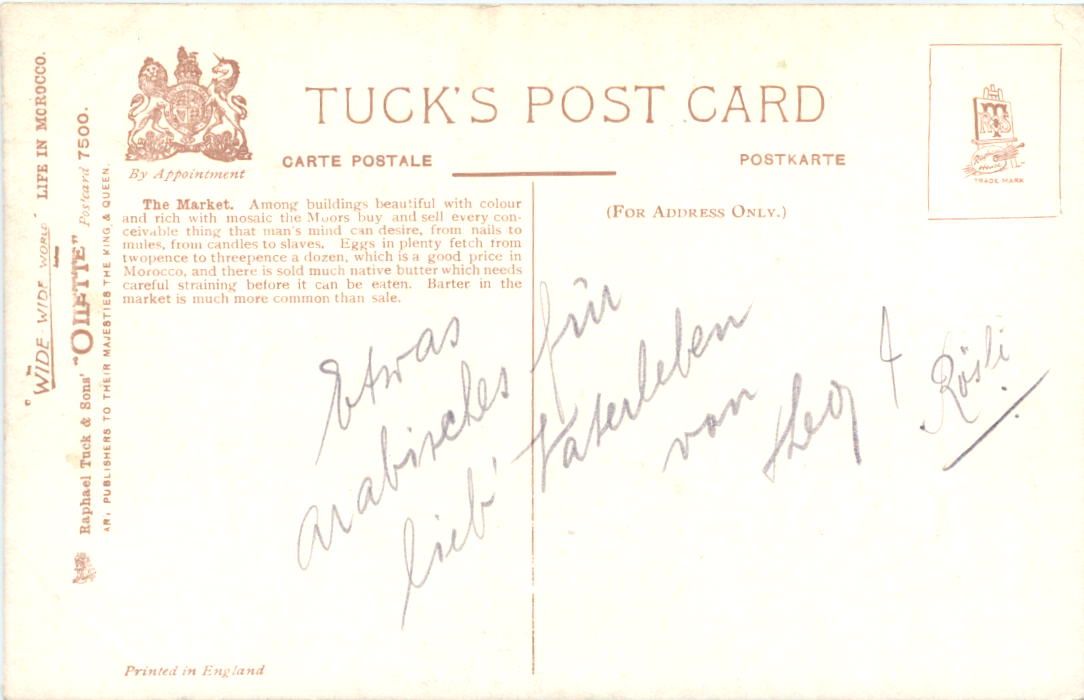 TUCK'S POST CARD
CARTE POSTALE
POSTKARTE
By Appointment
TRADE MARK
(FOR ADDRESS ONLY.)
The Market. Among buildings beautiful with colour
and rich with mosaic the Moors buy and sell every con-
ceivable thing that man's mind can desire, from nails to
mules, from candles to slaves. Eggs in plenty fetch from
twopence to threepence a dozen, which is a good price in
Morocco, and there is sold much native butter which needs
careful straining before it can be eaten. Barter in the
market is much more common than sale.
"WIDE-WIDE-WORLD" LIFE IN MOROCCO.
Raphael Tuck & Sons' "OILETTE" Postcard 7500.
ART PUBLISHERS TO THEIR MAJESTIES THE KING & QUEEN.
Etwas
arabisches für
lieb' Vaterleben
von
Rösli
Printed in England